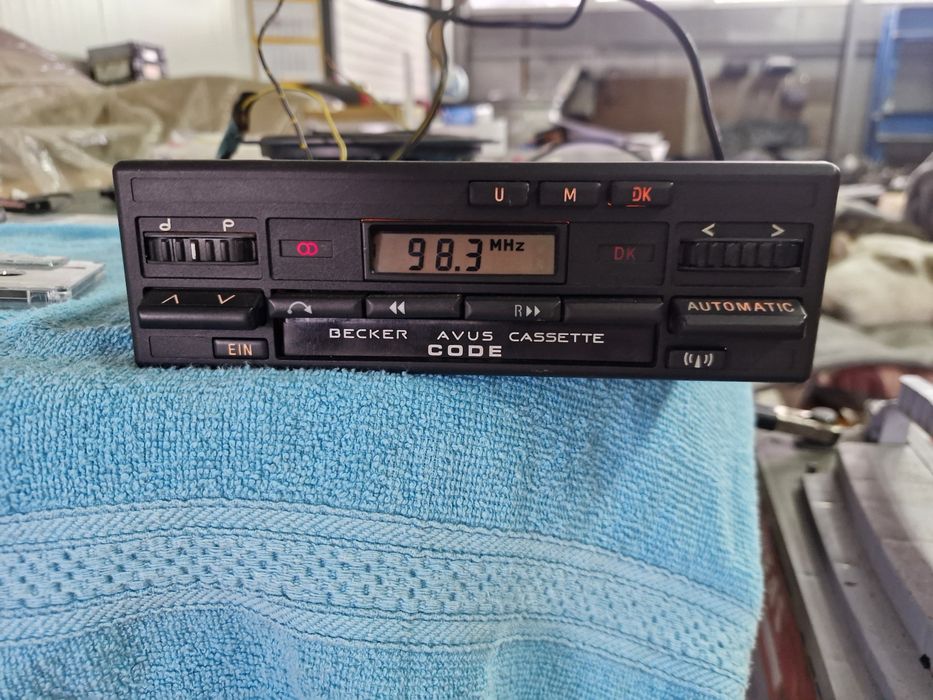 U M DK
d P
98.3 MHz
DK
< >
R
AUTOMATIC
BECKER AVUS CASSETTE
CODE
EIN